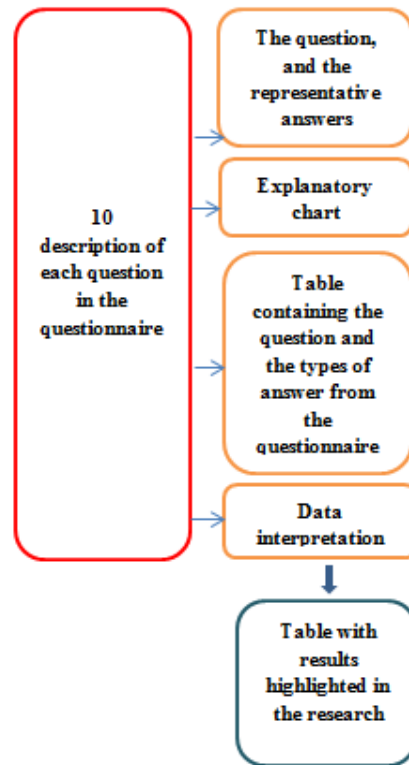 10
description of
each question
in the
questionnaire
The question,
and the
representative
answers
Explanatory
chart
Table
containing the
question and
the types of
answer from
the
questionnaire
Data
interpretation
Table with
results
highlighted in
the research